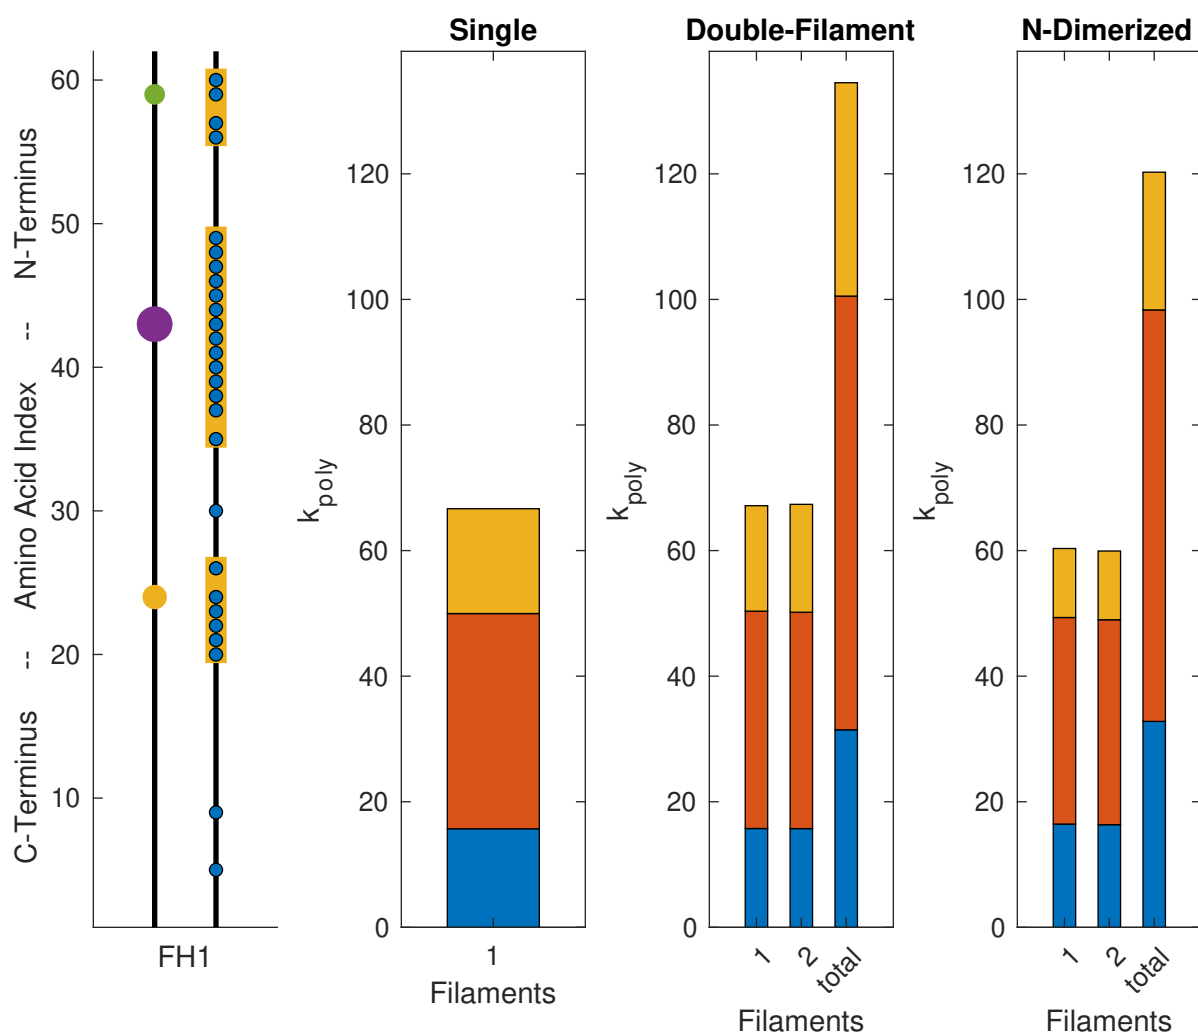 Single
Double-Filament
N-Dimerized
C-Terminus -- Amino Acid Index -- N-Terminus
60
50
40
30
20
10
FH1
k_poly
120
100
80
60
40
20
0
1
Filaments
k_poly
120
100
80
60
40
20
0
1
2
total
Filaments
k_poly
120
100
80
60
40
20
0
1
2
total
Filaments